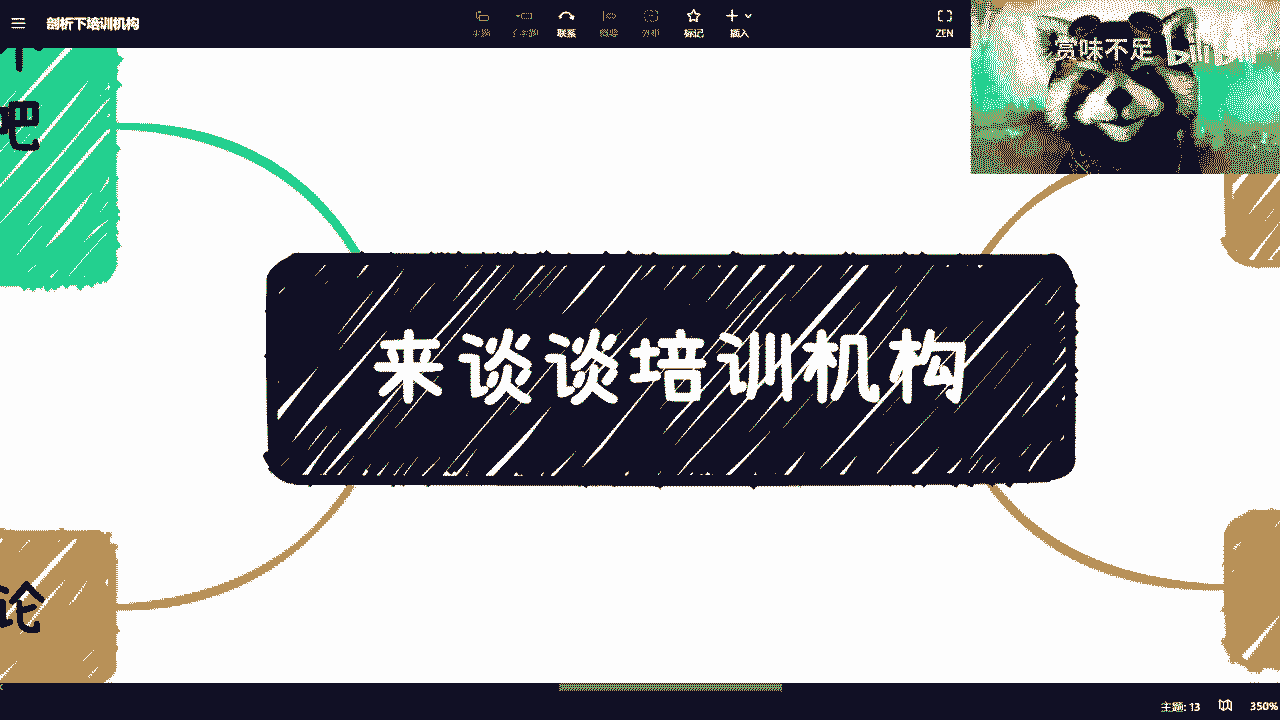 剖析下培训机构
主题
子主题
联系
概要
外框
标记
插入
ZEN
赏味不足
吧
来谈谈培训机构
论
主题: 13
350%